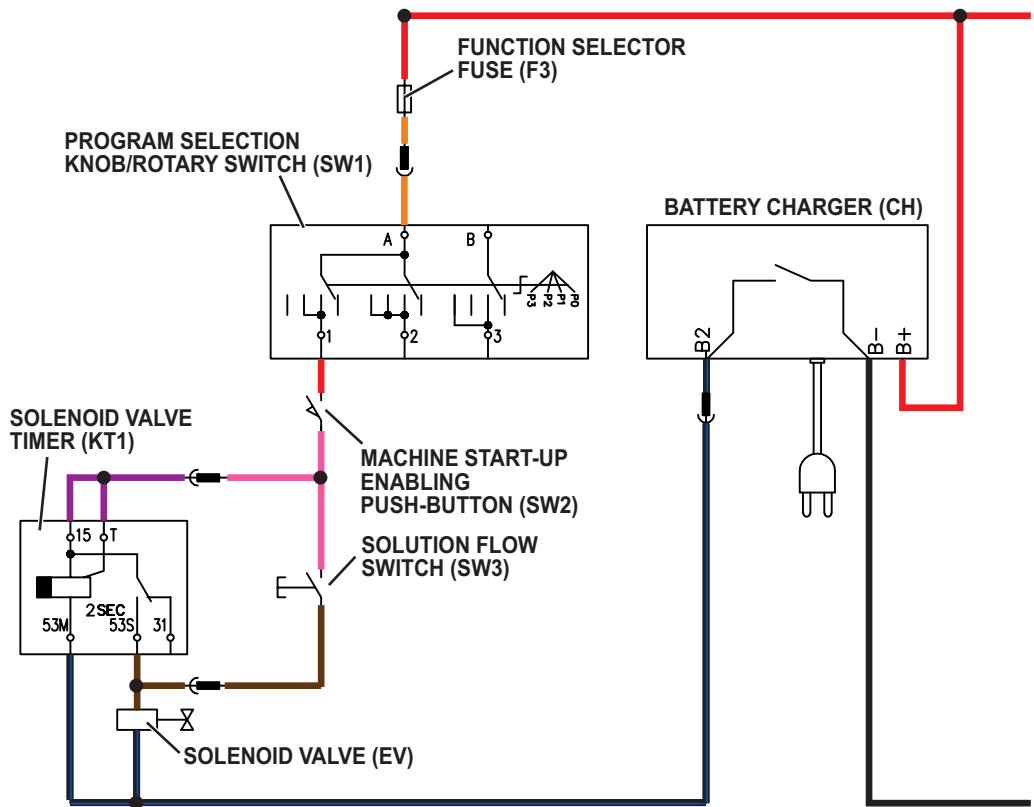 FUNCTION SELECTOR
FUSE (F3)
PROGRAM SELECTION
KNOB/ROTARY SWITCH (SW1)
BATTERY CHARGER (CH)
A
B
P3
P2
P1
P0
1
2
3
B2
B-
B+
SOLENOID VALVE
TIMER (KT1)
MACHINE START-UP
ENABLING
PUSH-BUTTON (SW2)
15
T
SOLUTION FLOW
SWITCH (SW3)
2SEC
53M
53S
31
SOLENOID VALVE (EV)